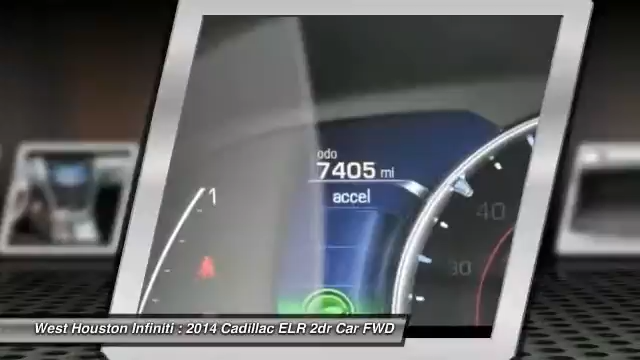 odo
7405 mi
accel
1
40
30
West Houston Infiniti : 2014 Cadillac ELR 2dr Car FWD